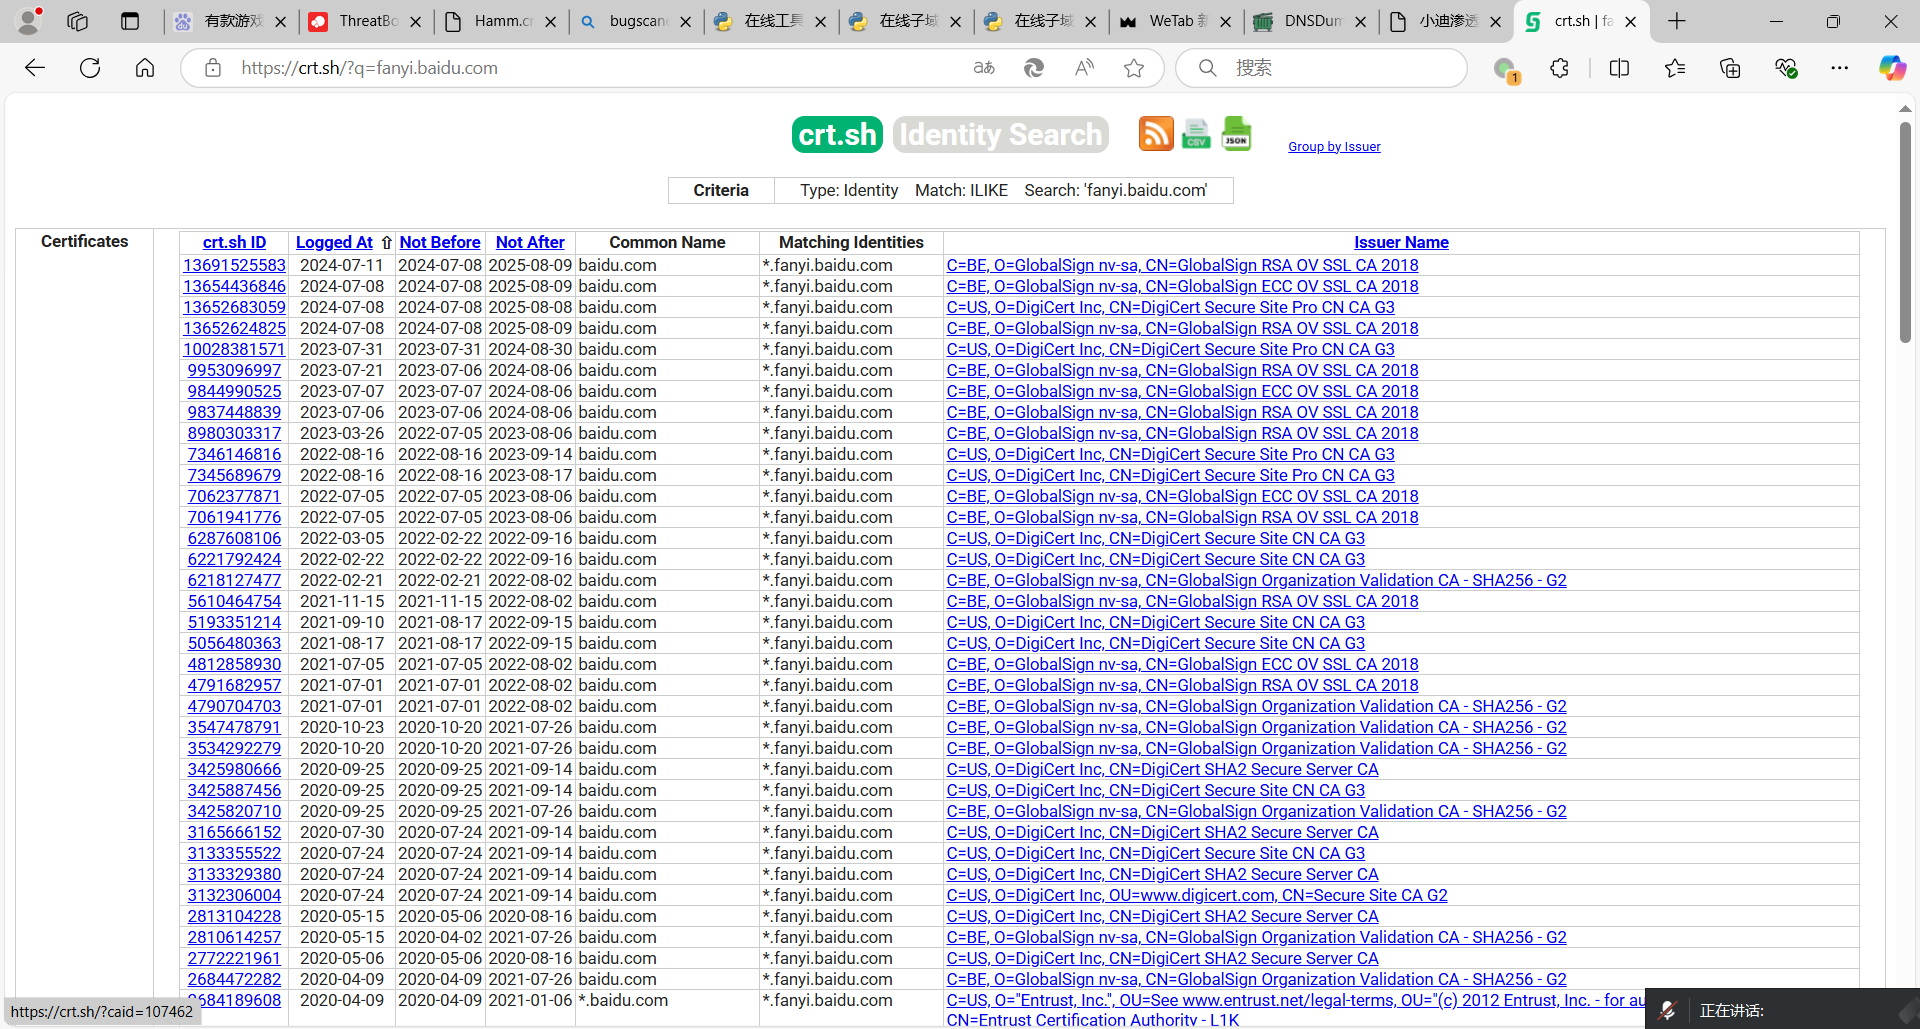 有款游戏
ThreatBo
Hamm.cr
bugscan
在线工具
在线子域
在线子域
WeTab 新
DNSDum
小迪渗透
crt.sh | fa
https://crt.sh/?q=fanyi.baidu.com
搜索
1
crt.sh Identity Search
CSV
JSON
Group by Issuer
Criteria Type: Identity Match: ILIKE Search: 'fanyi.baidu.com'
Certificates
crt.sh ID Logged At ⇧ Not Before Not After Common Name Matching Identities Issuer Name
13691525583 2024-07-11 2024-07-08 2025-08-09 baidu.com *.fanyi.baidu.com C=BE, O=GlobalSign nv-sa, CN=GlobalSign RSA OV SSL CA 2018
13654436846 2024-07-08 2024-07-08 2025-08-09 baidu.com *.fanyi.baidu.com C=BE, O=GlobalSign nv-sa, CN=GlobalSign ECC OV SSL CA 2018
13652683059 2024-07-08 2024-07-08 2025-08-09 baidu.com *.fanyi.baidu.com C=US, O=DigiCert Inc, CN=DigiCert Secure Site Pro CN CA G3
13652624825 2024-07-08 2024-07-08 2025-08-09 baidu.com *.fanyi.baidu.com C=BE, O=GlobalSign nv-sa, CN=GlobalSign RSA OV SSL CA 2018
10028381571 2023-07-31 2023-07-31 2024-08-30 baidu.com *.fanyi.baidu.com C=US, O=DigiCert Inc, CN=DigiCert Secure Site Pro CN CA G3
9953096997 2023-07-21 2023-07-06 2024-08-06 baidu.com *.fanyi.baidu.com C=BE, O=GlobalSign nv-sa, CN=GlobalSign RSA OV SSL CA 2018
9844990525 2023-07-07 2023-07-07 2024-08-06 baidu.com *.fanyi.baidu.com C=BE, O=GlobalSign nv-sa, CN=GlobalSign ECC OV SSL CA 2018
9837448839 2023-07-06 2023-07-06 2024-08-06 baidu.com *.fanyi.baidu.com C=BE, O=GlobalSign nv-sa, CN=GlobalSign RSA OV SSL CA 2018
8980303317 2023-03-26 2022-07-05 2023-08-06 baidu.com *.fanyi.baidu.com C=BE, O=GlobalSign nv-sa, CN=GlobalSign RSA OV SSL CA 2018
7346146816 2022-08-16 2022-08-16 2023-09-14 baidu.com *.fanyi.baidu.com C=US, O=DigiCert Inc, CN=DigiCert Secure Site Pro CN CA G3
7345689679 2022-08-16 2022-08-16 2023-08-17 baidu.com *.fanyi.baidu.com C=US, O=DigiCert Inc, CN=DigiCert Secure Site Pro CN CA G3
7062377871 2022-07-05 2022-07-05 2023-08-06 baidu.com *.fanyi.baidu.com C=BE, O=GlobalSign nv-sa, CN=GlobalSign ECC OV SSL CA 2018
7061941776 2022-07-05 2022-07-05 2023-08-06 baidu.com *.fanyi.baidu.com C=BE, O=GlobalSign nv-sa, CN=GlobalSign RSA OV SSL CA 2018
6287608106 2022-03-05 2022-02-22 2022-09-16 baidu.com *.fanyi.baidu.com C=US, O=DigiCert Inc, CN=DigiCert Secure Site CN CA G3
6221792424 2022-02-22 2022-02-22 2022-09-16 baidu.com *.fanyi.baidu.com C=US, O=DigiCert Inc, CN=DigiCert Secure Site CN CA G3
6218127477 2022-02-21 2022-02-21 2022-08-02 baidu.com *.fanyi.baidu.com C=BE, O=GlobalSign nv-sa, CN=GlobalSign Organization Validation CA - SHA256 - G2
5610464754 2021-11-15 2021-11-15 2022-08-02 baidu.com *.fanyi.baidu.com C=BE, O=GlobalSign nv-sa, CN=GlobalSign RSA OV SSL CA 2018
5193351214 2021-09-10 2021-08-17 2022-09-15 baidu.com *.fanyi.baidu.com C=US, O=DigiCert Inc, CN=DigiCert Secure Site CN CA G3
5056480363 2021-08-17 2021-08-17 2022-09-15 baidu.com *.fanyi.baidu.com C=US, O=DigiCert Inc, CN=DigiCert Secure Site CN CA G3
4812858930 2021-07-05 2021-07-05 2022-08-02 baidu.com *.fanyi.baidu.com C=BE, O=GlobalSign nv-sa, CN=GlobalSign ECC OV SSL CA 2018
4791682957 2021-07-01 2021-07-01 2022-08-02 baidu.com *.fanyi.baidu.com C=BE, O=GlobalSign nv-sa, CN=GlobalSign RSA OV SSL CA 2018
4790704703 2021-07-01 2021-07-01 2022-08-02 baidu.com *.fanyi.baidu.com C=BE, O=GlobalSign nv-sa, CN=GlobalSign Organization Validation CA - SHA256 - G2
3547478791 2020-10-23 2020-10-20 2021-07-26 baidu.com *.fanyi.baidu.com C=BE, O=GlobalSign nv-sa, CN=GlobalSign Organization Validation CA - SHA256 - G2
3534292279 2020-10-20 2020-10-20 2021-07-26 baidu.com *.fanyi.baidu.com C=BE, O=GlobalSign nv-sa, CN=GlobalSign Organization Validation CA - SHA256 - G2
3425980666 2020-09-25 2020-09-25 2021-09-14 baidu.com *.fanyi.baidu.com C=US, O=DigiCert Inc, CN=DigiCert SHA2 Secure Server CA
3425887456 2020-09-25 2020-09-25 2021-09-14 baidu.com *.fanyi.baidu.com C=US, O=DigiCert Inc, CN=DigiCert Secure Site CN CA G3
3425820710 2020-09-25 2020-09-25 2021-07-26 baidu.com *.fanyi.baidu.com C=BE, O=GlobalSign nv-sa, CN=GlobalSign Organization Validation CA - SHA256 - G2
3165666152 2020-07-30 2020-07-24 2021-09-14 baidu.com *.fanyi.baidu.com C=US, O=DigiCert Inc, CN=DigiCert SHA2 Secure Server CA
3133355522 2020-07-24 2020-07-24 2021-09-14 baidu.com *.fanyi.baidu.com C=US, O=DigiCert Inc, CN=DigiCert Secure Site CN CA G3
3133329380 2020-07-24 2020-07-24 2021-09-14 baidu.com *.fanyi.baidu.com C=US, O=DigiCert Inc, CN=DigiCert SHA2 Secure Server CA
3132306004 2020-07-24 2020-07-24 2021-09-14 baidu.com *.fanyi.baidu.com C=US, O=DigiCert Inc, OU=www.digicert.com, CN=Secure Site CA G2
2813104228 2020-05-15 2020-05-06 2020-08-16 baidu.com *.fanyi.baidu.com C=US, O=DigiCert Inc, CN=DigiCert SHA2 Secure Server CA
2810614257 2020-05-15 2020-04-02 2021-07-26 baidu.com *.fanyi.baidu.com C=BE, O=GlobalSign nv-sa, CN=GlobalSign Organization Validation CA - SHA256 - G2
2772221961 2020-05-06 2020-05-06 2020-08-16 baidu.com *.fanyi.baidu.com C=US, O=DigiCert Inc, CN=DigiCert SHA2 Secure Server CA
2684472282 2020-04-09 2020-04-09 2021-07-26 baidu.com *.fanyi.baidu.com C=BE, O=GlobalSign nv-sa, CN=GlobalSign Organization Validation CA - SHA256 - G2
2684189608 2020-04-09 2020-04-09 2021-01-06 *.baidu.com *.fanyi.baidu.com C=US, O="Entrust, Inc.", OU=See www.entrust.net/legal-terms, OU="(c) 2012 Entrust, Inc. - for au
CN=Entrust Certification Authority - L1K
https://crt.sh/?caid=107462
正在讲话: